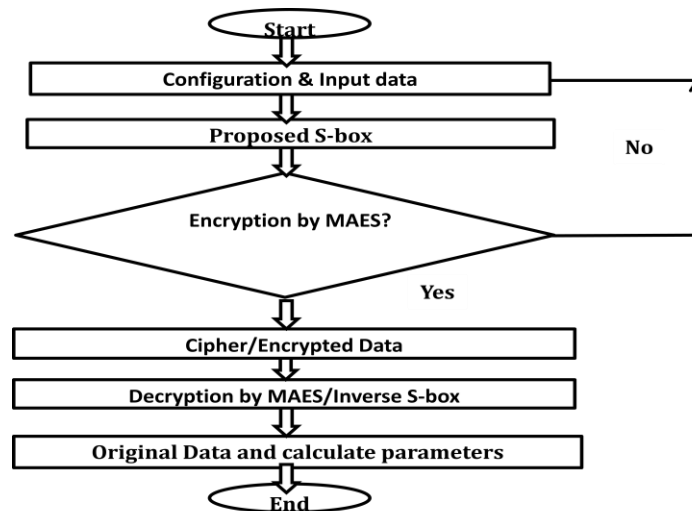 Start
Configuration & Input data
Proposed S-box
No
Encryption by MAES?
Yes
Cipher/Encrypted Data
Decryption by MAES/Inverse S-box
Original Data and calculate parameters
End